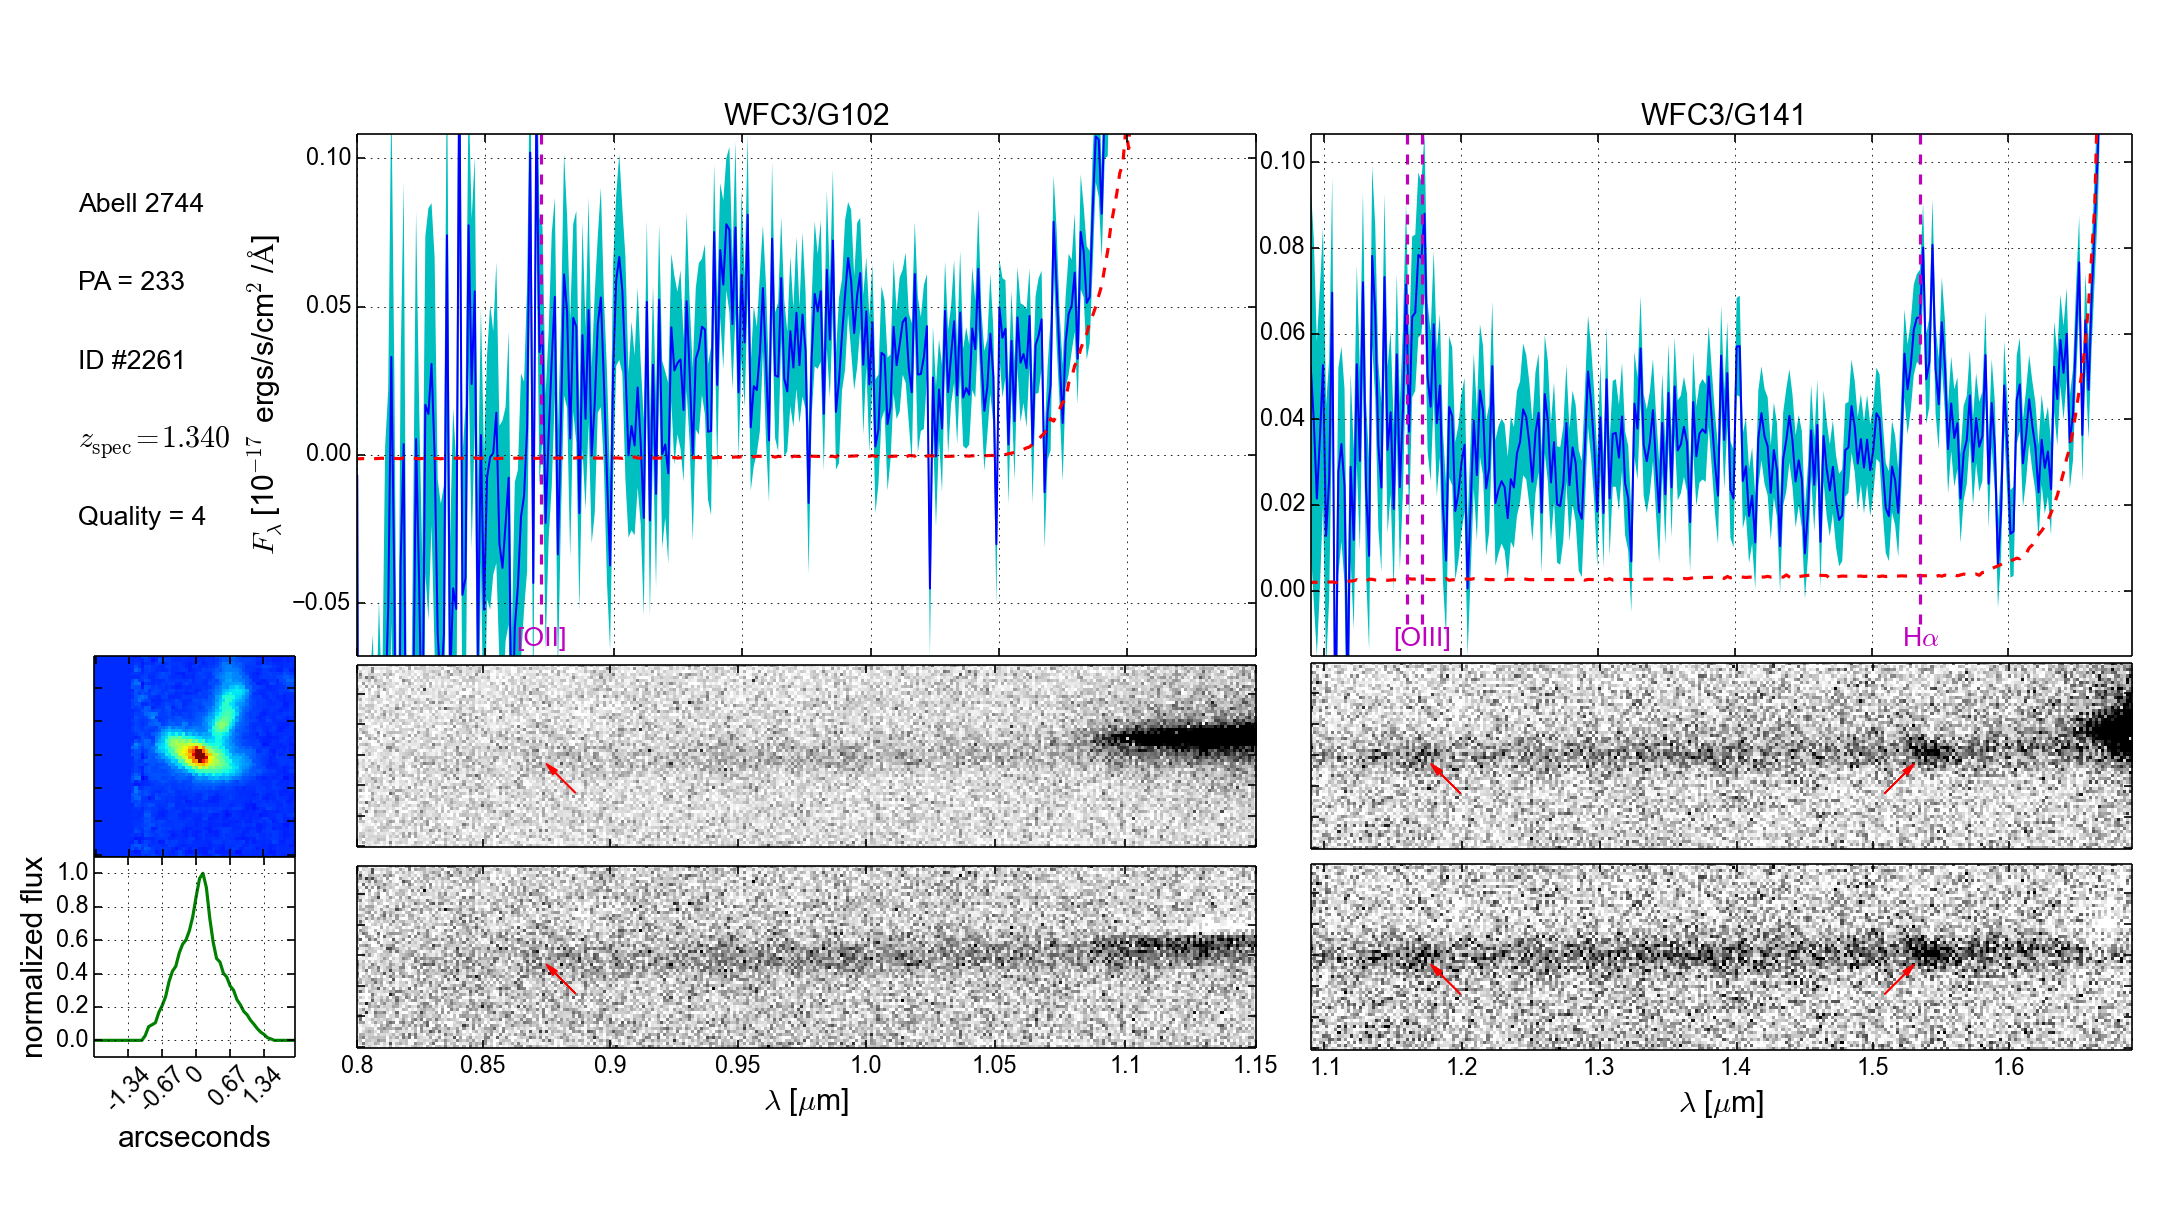 WFC3/G102
WFC3/G141
Abell 2744
PA = 233
ID #2261
z_spec = 1.340
Quality = 4
F_λ [10^−17 ergs/s/cm^2 /Å]
0.10
0.05
0.00
−0.05
[OII]
0.10
0.08
0.06
0.04
0.02
0.00
[OIII]
Hα
normalized flux
1.0
0.8
0.6
0.4
0.2
0.0
-1.34
-0.67
0
0.67
1.34
arcseconds
0.8 0.85 0.9 0.95 1.0 1.05 1.1 1.15
λ [μm]
1.1 1.2 1.3 1.4 1.5 1.6
λ [μm]